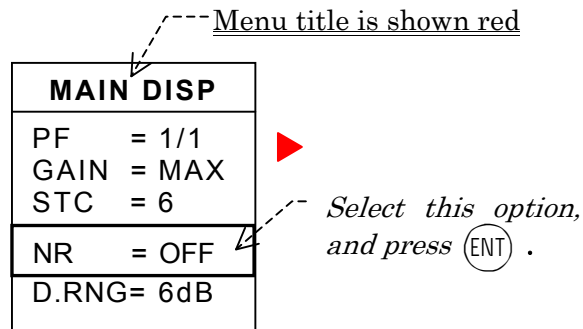 Menu title is shown red
MAIN DISP
PF = 1/1
GAIN = MAX
STC = 6
NR = OFF
D.RNG= 6dB
Select this option,
and press ENT .